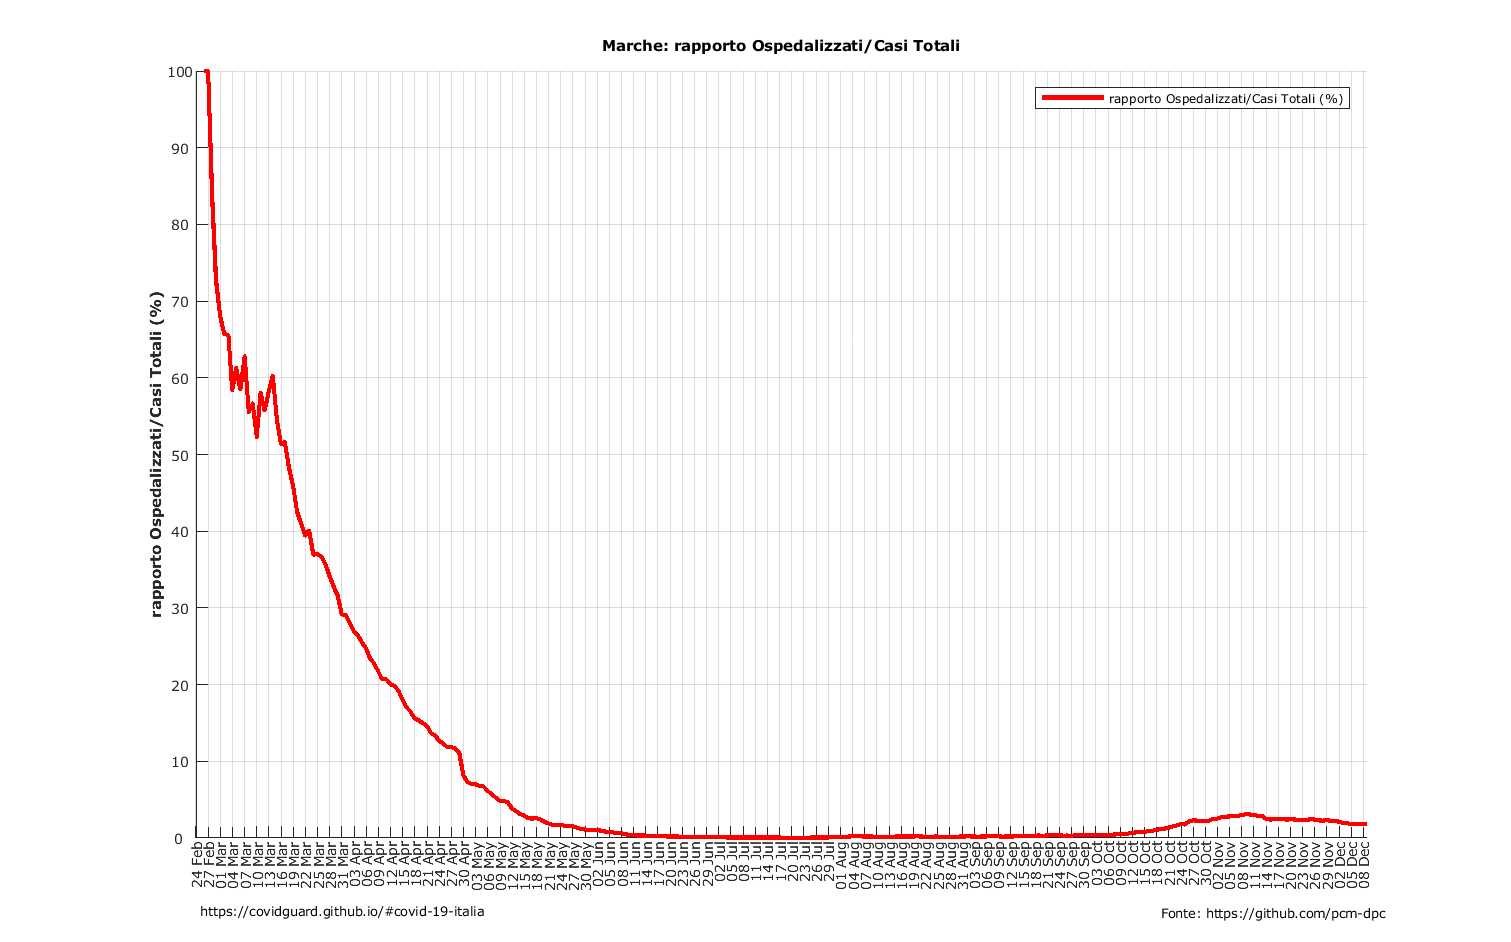 Marche: rapporto Ospedalizzati/Casi Totali
rapporto Ospedalizzati/Casi Totali (%)
rapporto Ospedalizzati/Casi Totali (%)
100
90
80
70
60
50
40
30
20
10
0
24 Feb
27 Feb
01 Mar
04 Mar
07 Mar
10 Mar
13 Mar
16 Mar
19 Mar
22 Mar
25 Mar
28 Mar
31 Mar
03 Apr
06 Apr
09 Apr
12 Apr
15 Apr
18 Apr
21 Apr
24 Apr
27 Apr
30 Apr
03 May
06 May
09 May
12 May
15 May
18 May
21 May
24 May
27 May
30 May
02 Jun
05 Jun
08 Jun
11 Jun
14 Jun
17 Jun
20 Jun
23 Jun
26 Jun
29 Jun
02 Jul
05 Jul
08 Jul
11 Jul
14 Jul
17 Jul
20 Jul
23 Jul
26 Jul
29 Jul
01 Aug
04 Aug
07 Aug
10 Aug
13 Aug
16 Aug
19 Aug
22 Aug
25 Aug
28 Aug
31 Aug
03 Sep
06 Sep
09 Sep
12 Sep
15 Sep
18 Sep
21 Sep
24 Sep
27 Sep
30 Sep
03 Oct
06 Oct
09 Oct
12 Oct
15 Oct
18 Oct
21 Oct
24 Oct
27 Oct
30 Oct
02 Nov
05 Nov
08 Nov
11 Nov
14 Nov
17 Nov
20 Nov
23 Nov
26 Nov
29 Nov
02 Dec
05 Dec
08 Dec
https://covidguard.github.io/#covid-19-italia
Fonte: https://github.com/pcm-dpc